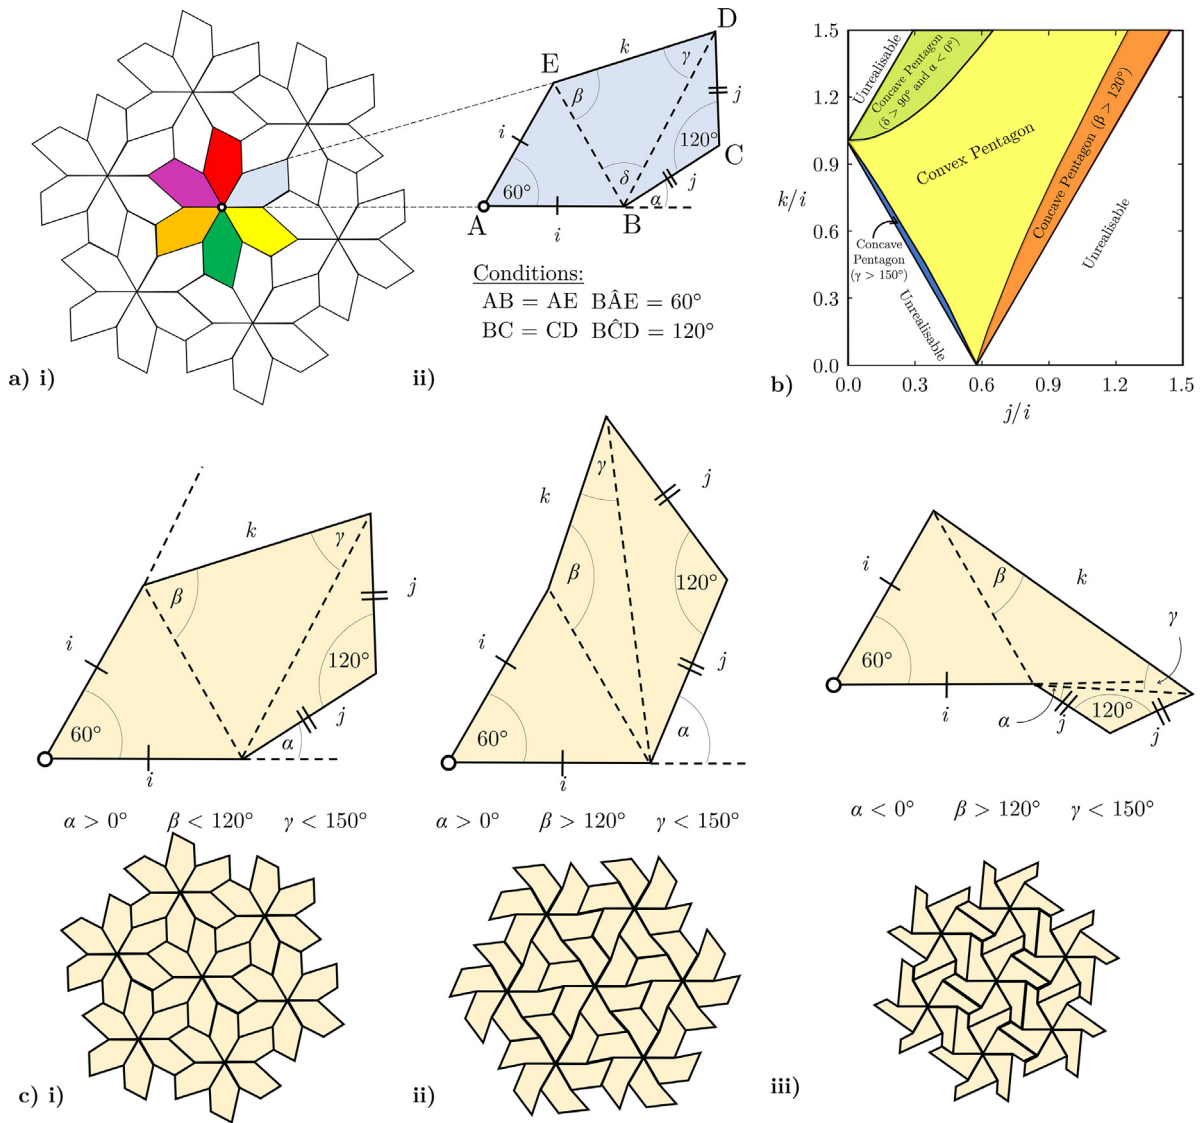 D
k
E
γ
β
j
i
120°
C
60°
δ
j
α
A
B
i
Conditions:
AB = AE BÂE = 60°
BC = CD BĈD = 120°
a) i)
ii)
1.5
1.2
0.9
k/i
0.6
0.3
0.0
0.0 0.3 0.6 0.9 1.2 1.5
j/i
b)
Unrealisable
Concave Pentagon
(δ > 90° and α < 0°)
Convex Pentagon
Concave Pentagon (β > 120°)
Unrealisable
Concave
Pentagon
(γ > 150°)
Unrealisable
k
γ
β
j
i
120°
60°
j
α
i
α > 0° β < 120° γ < 150°
γ
j
k
β
120°
i
j
60°
α
i
α > 0° β > 120° γ < 150°
i
β
k
γ
60°
i
α
j
120°
j
α < 0° β > 120° γ < 150°
c) i)
ii)
iii)